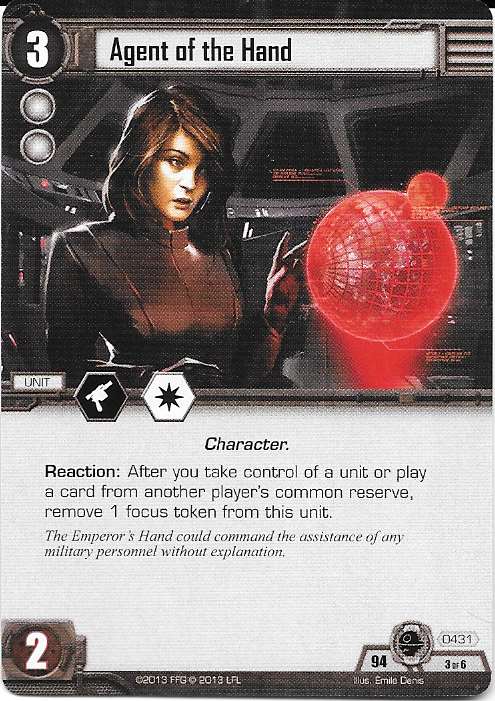 3
Agent of the Hand
UNIT
Character.
Reaction: After you take control of a unit or play
a card from another player's common reserve,
remove 1 focus token from this unit.
The Emperor's Hand could command the assistance of any
military personnel without explanation.
2
94
0431
3 OF 6
©2013 FFG © 2013 LFL
Illus. Emile Denis